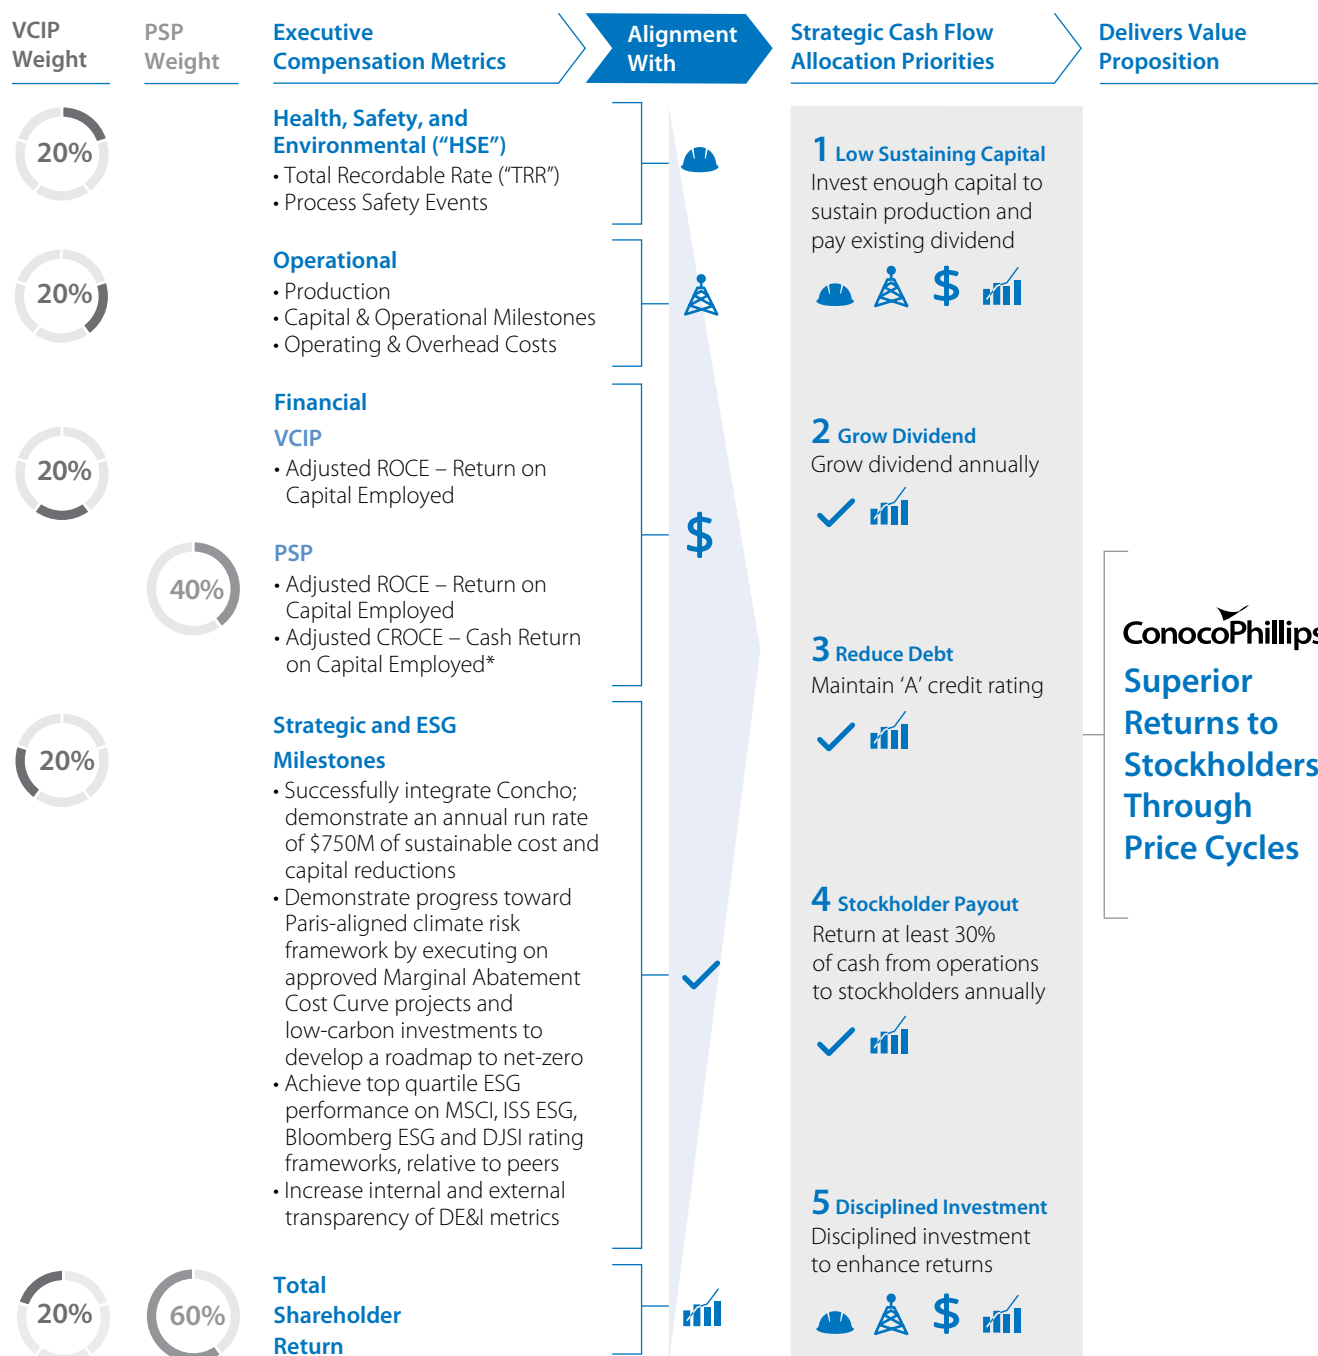 VCIP
Weight
PSP
Weight
Executive
Compensation Metrics
Alignment
With
Strategic Cash Flow
Allocation Priorities
Delivers Value
Proposition
20%
Health, Safety, and
Environmental (“HSE”)
• Total Recordable Rate (“TRR”)
• Process Safety Events
20%
Operational
• Production
• Capital & Operational Milestones
• Operating & Overhead Costs
20%
Financial
VCIP
• Adjusted ROCE – Return on
Capital Employed
40%
PSP
• Adjusted ROCE – Return on
Capital Employed
• Adjusted CROCE – Cash Return
on Capital Employed*
20%
Strategic and ESG
Milestones
• Successfully integrate Concho;
demonstrate an annual run rate
of $750M of sustainable cost and
capital reductions
• Demonstrate progress toward
Paris-aligned climate risk
framework by executing on
approved Marginal Abatement
Cost Curve projects and
low-carbon investments to
develop a roadmap to net-zero
• Achieve top quartile ESG
performance on MSCI, ISS ESG,
Bloomberg ESG and DJSI rating
frameworks, relative to peers
• Increase internal and external
transparency of DE&I metrics
20%
60%
Total
Shareholder
Return
$
1 Low Sustaining Capital
Invest enough capital to
sustain production and
pay existing dividend
$
2 Grow Dividend
Grow dividend annually
3 Reduce Debt
Maintain ‘A’ credit rating
4 Stockholder Payout
Return at least 30%
of cash from operations
to stockholders annually
5 Disciplined Investment
Disciplined investment
to enhance returns
$
ConocoPhillips
Superior
Returns to
Stockholders
Through
Price Cycles